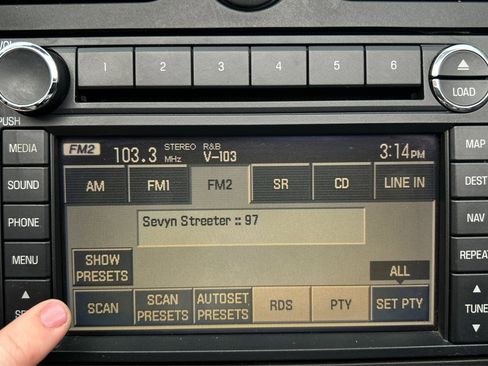 VOL
1 2 3 4 5 6
PUSH
LOAD
MEDIA
SOUND
PHONE
MENU
MAP
DEST
NAV
REPEAT
TUNE
FM2 103.3 MHz STEREO R&B V-103 3:14PM
AM FM1 FM2 SR CD LINE IN
Sevyn Streeter :: 97
SHOW PRESETS
ALL
SCAN SCAN PRESETS AUTOSET PRESETS RDS PTY SET PTY